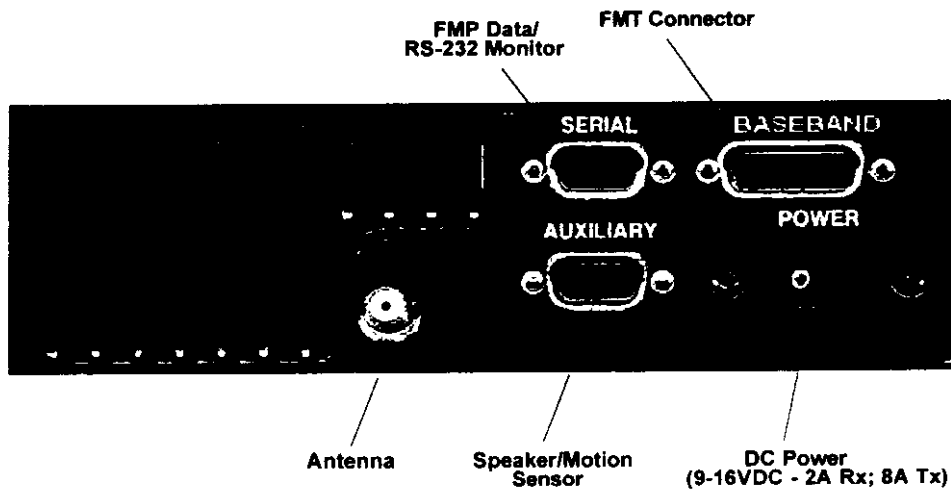 FMP Data/
RS-232 Monitor
FMT Connector
SERIAL
BASEBAND
AUXILIARY
POWER
Antenna
Speaker/Motion
Sensor
DC Power
(9-16VDC - 2A Rx; 8A Tx)